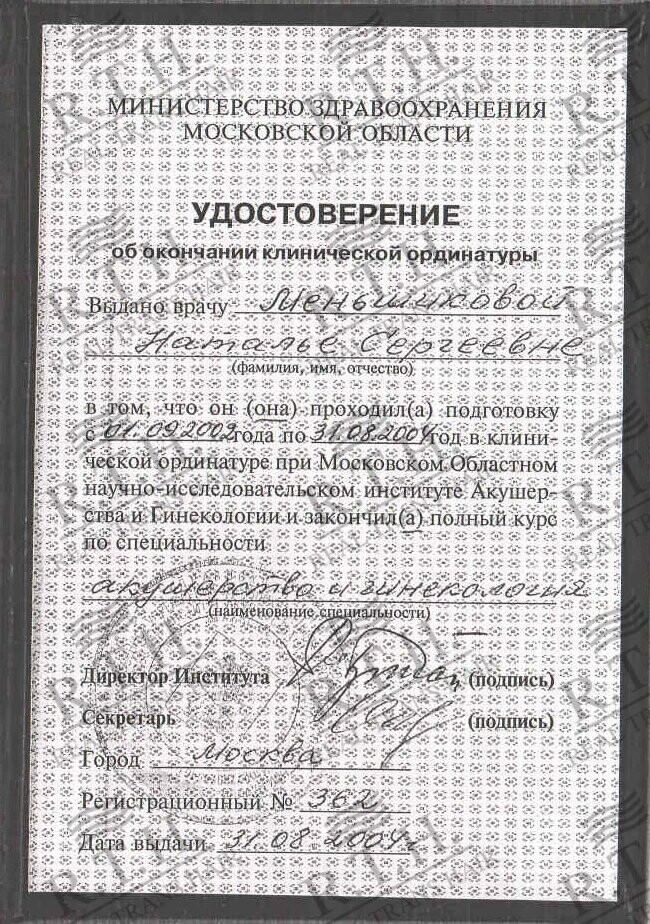 МИНИСТЕРСТВО ЗДРАВООХРАНЕНИЯ
МОСКОВСКОЙ ОБЛАСТИ
УДОСТОВЕРЕНИЕ
об окончании клинической ординатуры
Выдано врачу Меньшиковой
Наталье Сергеевне
(фамилия, имя, отчество)
в том, что он (она) проходил(а) подготовку
с 01.09.2002 года по 31.08.2004 год в клини-
ческой ординатуре при Московском Областном
научно-исследовательском институте Акушер-
ства и Гинекологии и закончил(а) полный курс
по специальности
акушерство и гинекология
(наименование специальности)
Директор Института (подпись)
Секретарь (подпись)
Город Москва
Регистрационный № 362
Дата выдачи 31.08.2004г
R.T.H.